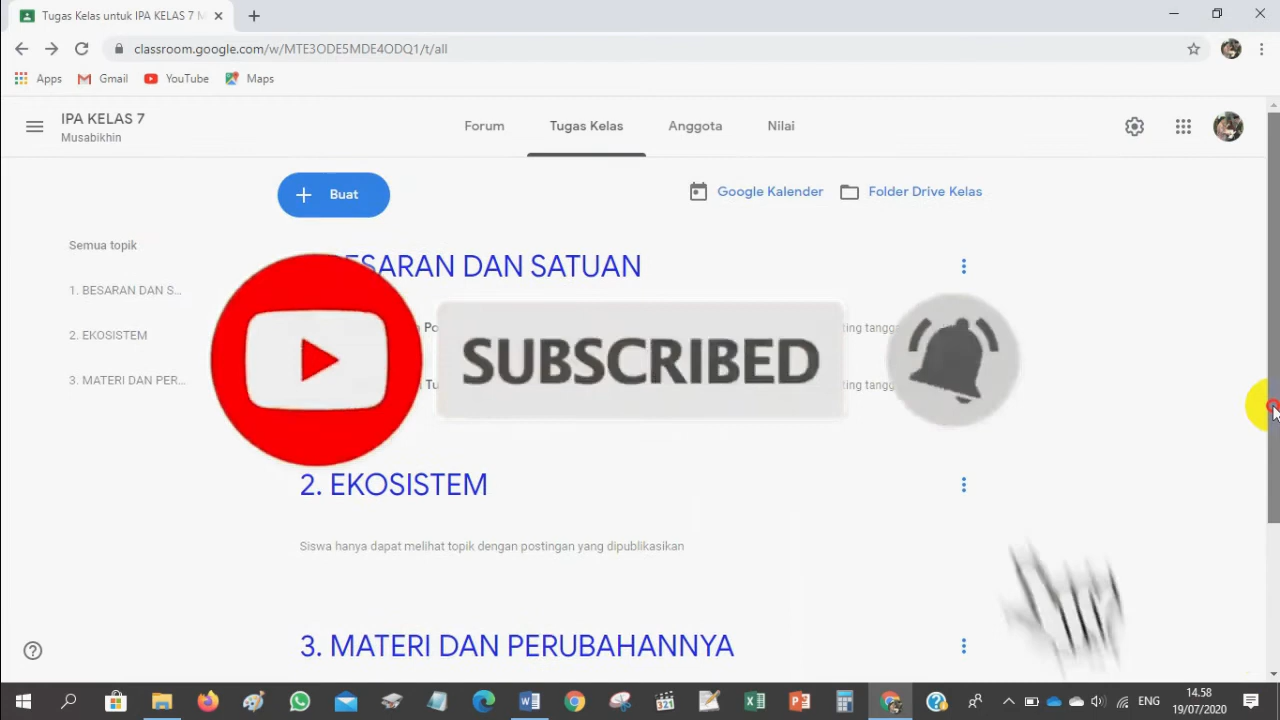 Tugas Kelas untuk IPA KELAS 7 M
classroom.google.com/w/MTE3ODE5MDE4ODQ1/t/all
Apps
Gmail
YouTube
Maps
IPA KELAS 7
Musabikhin
Forum
Tugas Kelas
Anggota
Nilai
Buat
Google Kalender
Folder Drive Kelas
Semua topik
1. BESARAN DAN S...
2. EKOSISTEM
3. MATERI DAN PER...
ESARAN DAN SATUAN
SUBSCRIBED
2. EKOSISTEM
Siswa hanya dapat melihat topik dengan postingan yang dipublikasikan
3. MATERI DAN PERUBAHANNYA
ENG
14.58
19/07/2020